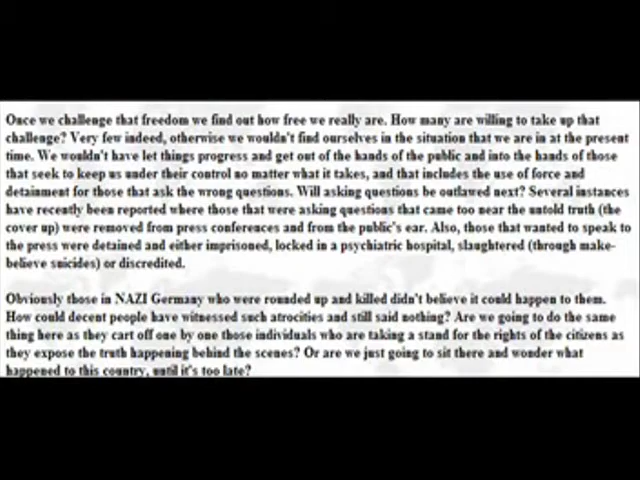 Once we challenge that freedom we find out how free we really are. How many are willing to take up that
challenge? Very few indeed, otherwise we wouldn't find ourselves in the situation that we are in at the present
time. We wouldn't have let things progress and get out of the hands of the public and into the hands of those
that seek to keep us under their control no matter what it takes, and that includes the use of force and
detainment for those that ask the wrong questions. Will asking questions be outlawed next? Several instances
have recently been reported where those that were asking questions that came too near the untold truth (the
cover up) were removed from press conferences and from the public's ear. Also, those that wanted to speak to
the press were detained and either imprisoned, locked in a psychiatric hospital, slaughtered (through make-
believe suicides) or discredited.

Obviously those in NAZI Germany who were rounded up and killed didn't believe it could happen to them.
How could decent people have witnessed such atrocities and still said nothing? Are we going to do the same
thing here as they cart off one by one those individuals who are taking a stand for the rights of the citizens as
they expose the truth happening behind the scenes? Or are we just going to sit there and wonder what
happened to this country, until it's too late?